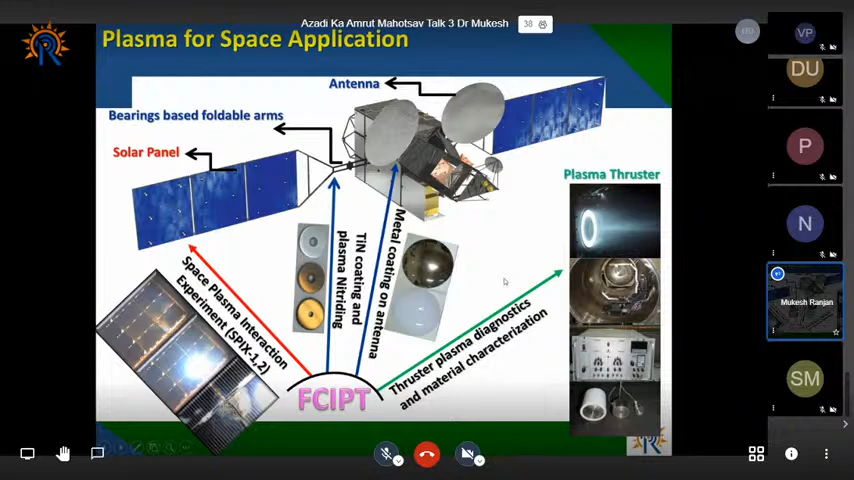 Azadi Ka Amrut Mahotsav Talk 3 Dr Mukesh
38
Plasma for Space Application
Antenna
Bearings based foldable arms
Solar Panel
Plasma Thruster
Space Plasma Interaction
Experiment (SPIX-1,2)
TiN coating and
plasma Nitriding
Metal coating on antenna
Thruster plasma diagnostics
and material characterization
FCIPT
VP
DU
P
N
Mukesh Ranjan
SM